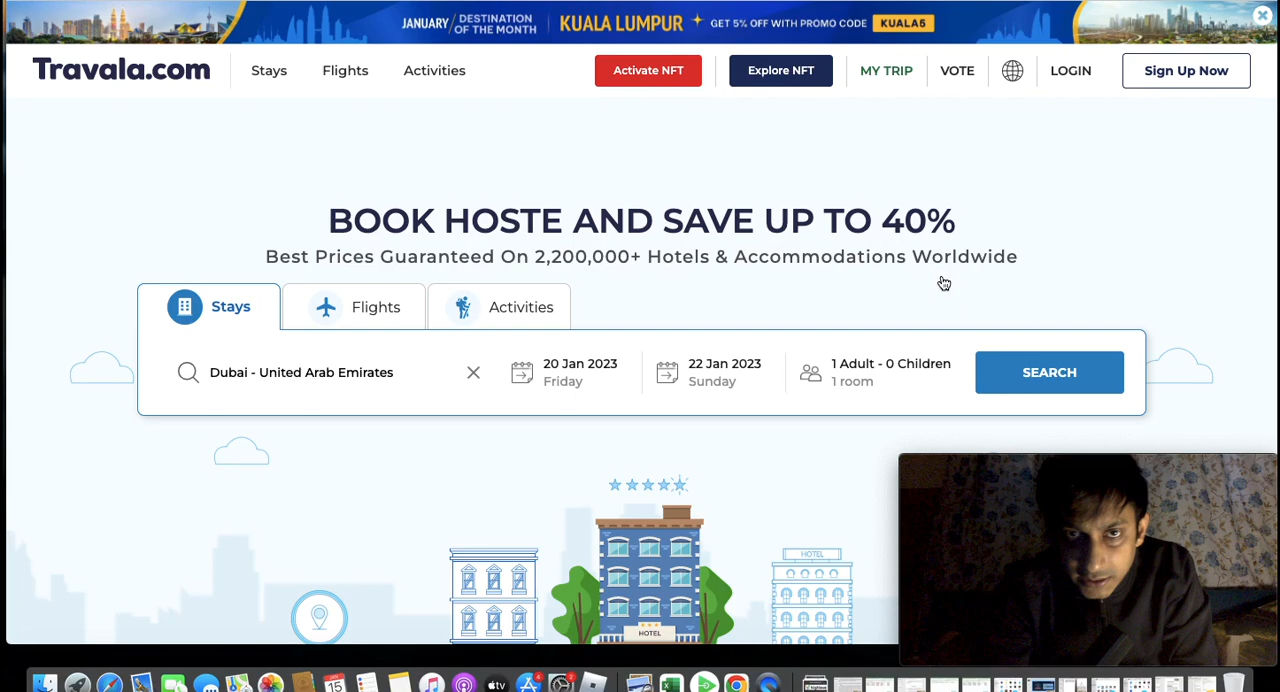 JANUARY / DESTINATION OF THE MONTH KUALA LUMPUR GET 5% OFF WITH PROMO CODE KUALA5
Travala.com Stays Flights Activities Activate NFT Explore NFT MY TRIP VOTE LOGIN Sign Up Now
BOOK HOSTE AND SAVE UP TO 40%
Best Prices Guaranteed On 2,200,000+ Hotels & Accommodations Worldwide
Stays Flights Activities
Dubai - United Arab Emirates
20 Jan 2023
Friday
22 Jan 2023
Sunday
1 Adult - 0 Children
1 room
SEARCH
HOTEL
HOTEL
JAN
15
tv